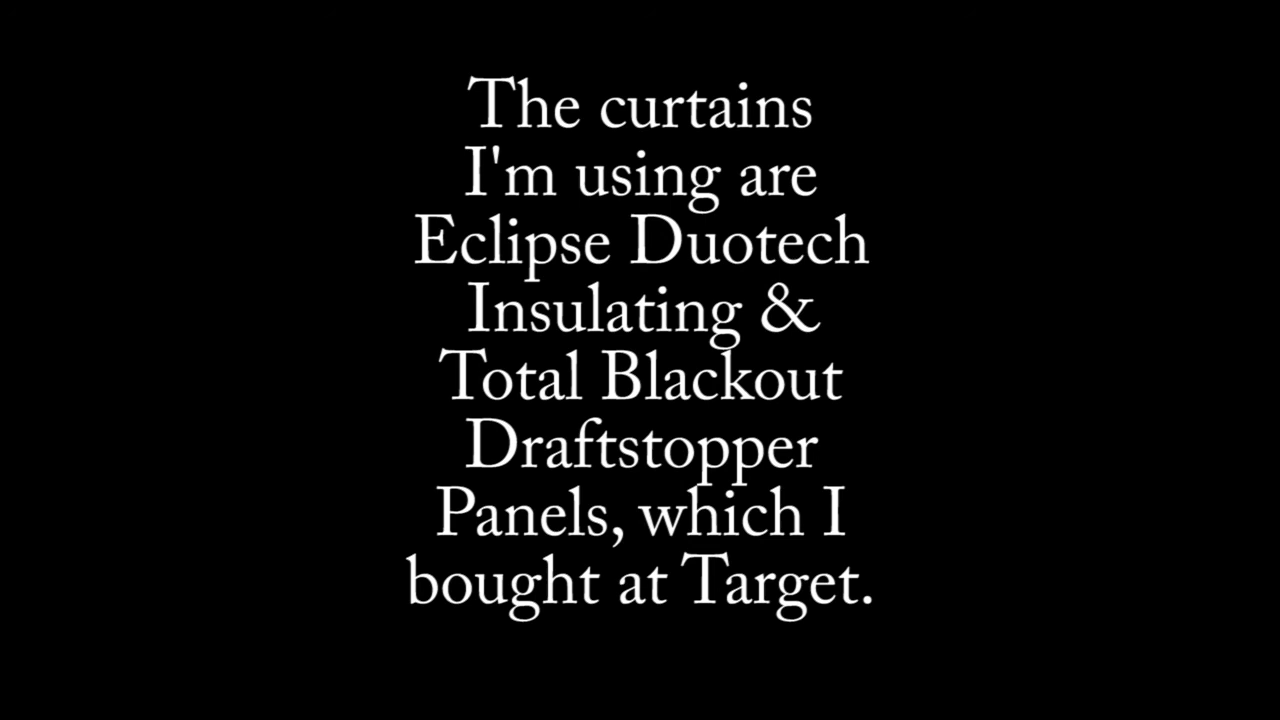 The curtains
I'm using are
Eclipse Duotech
Insulating &
Total Blackout
Draftstopper
Panels, which I
bought at Target.